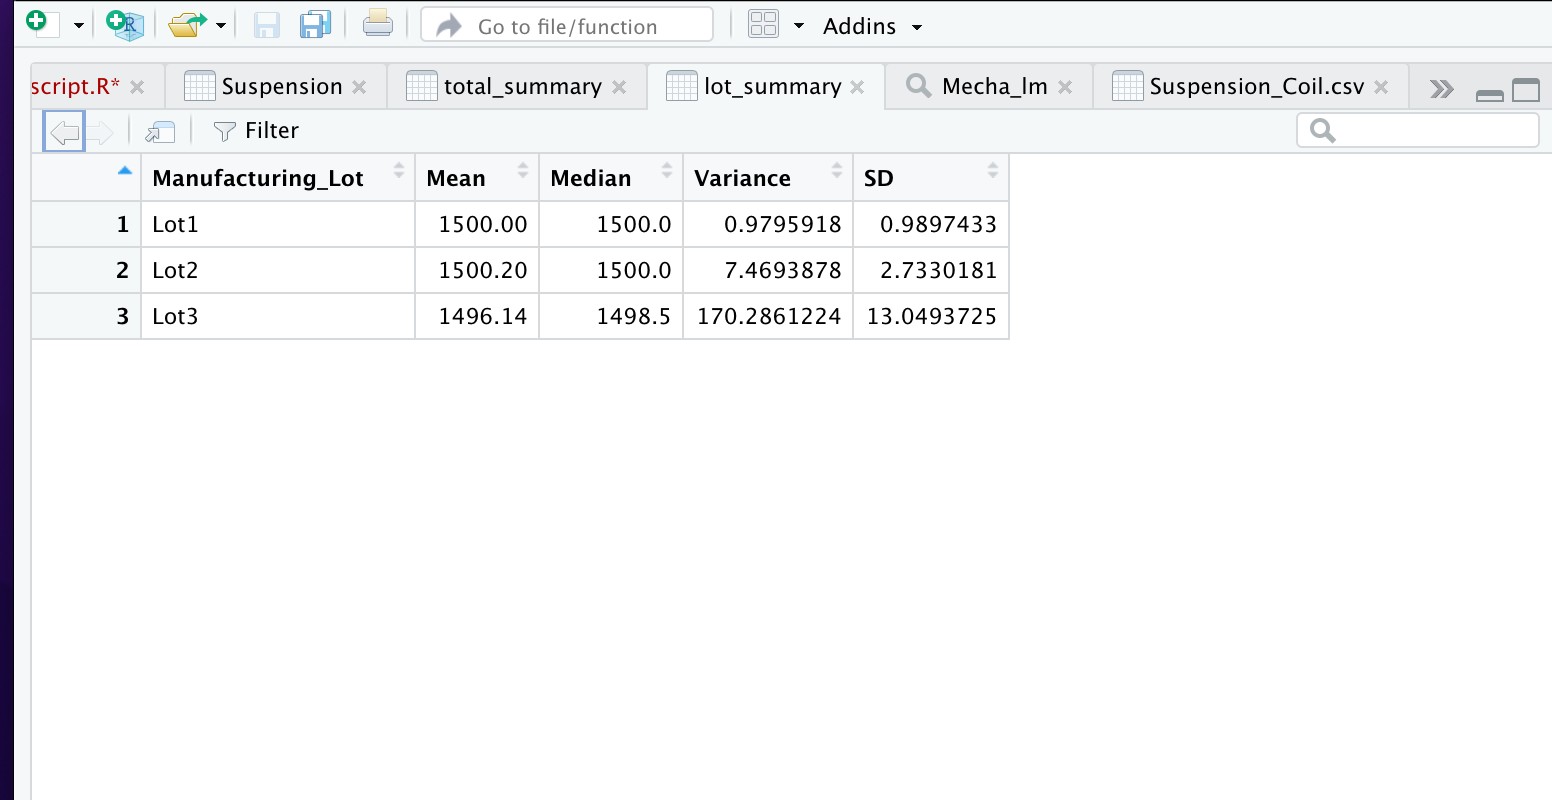 Go to file/function Addins
script.R* Suspension total_summary lot_summary Mecha_lm Suspension_Coil.csv
Filter
Manufacturing_Lot Mean Median Variance SD
1 Lot1 1500.00 1500.0 0.9795918 0.9897433
2 Lot2 1500.20 1500.0 7.4693878 2.7330181
3 Lot3 1496.14 1498.5 170.2861224 13.0493725